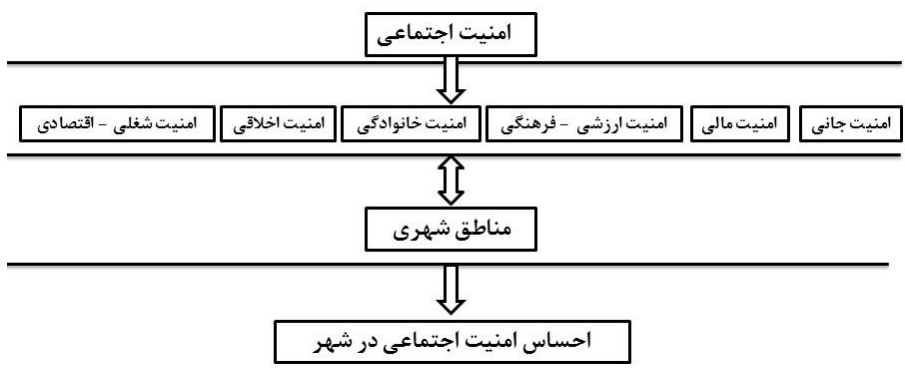 امنیت اجتماعی
امنیت جانی
امنیت مالی
امنیت ارزشی - فرهنگی
امنیت خانوادگی
امنیت اخلاقی
امنیت شغلی - اقتصادی
مناطق شهری
احساس امنیت اجتماعی در شهر